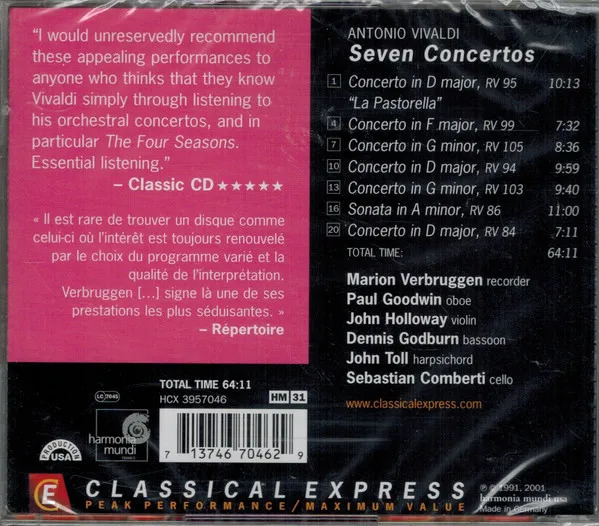 “I would unreservedly recommend
these appealing performances to
anyone who thinks that they know
Vivaldi simply through listening to
his orchestral concertos, and in
particular The Four Seasons.
Essential listening.”
– Classic CD ★★★★★
« Il est rare de trouver un disque comme
celui-ci où l'intérêt est toujours renouvelé
par le choix du programme varié et la
qualité de l'interprétation.
Verbruggen [...] signe là une de ses
prestations les plus séduisantes. »
– Répertoire
ANTONIO VIVALDI
Seven Concertos
1 Concerto in D major, RV 95 10:13
“La Pastorella”
4 Concerto in F major, RV 99 7:32
7 Concerto in G minor, RV 105 8:36
10 Concerto in D major, RV 94 9:59
13 Concerto in G minor, RV 103 9:40
16 Sonata in A minor, RV 86 11:00
20 Concerto in D major, RV 84 7:11
TOTAL TIME: 64:11
Marion Verbruggen recorder
Paul Goodwin oboe
John Holloway violin
Dennis Godburn bassoon
John Toll harpsichord
Sebastian Comberti cello
www.classicalexpress.com
LC 7045
TOTAL TIME 64:11
HCX 3957046
HM 31
PRODUCTION
USA
harmonia
mundi
7 13746 70462 9
CE CLASSICAL EXPRESS
PEAK PERFORMANCE/MAXIMUM VALUE
℗ © 1991, 2001
harmonia mundi usa
Made in Germany